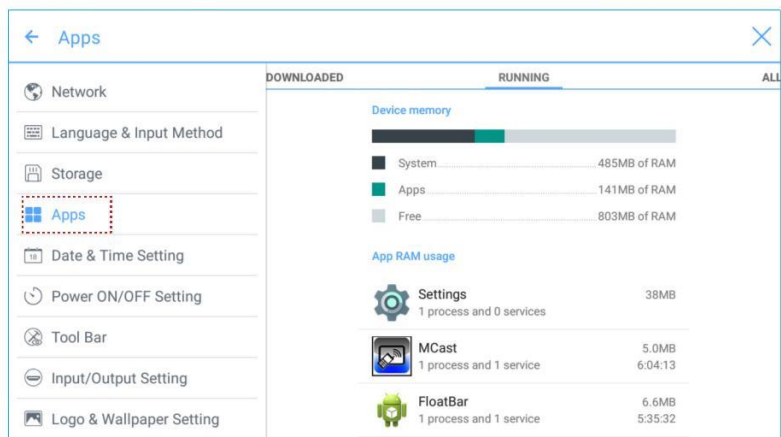 Apps
Network
Language & Input Method
Storage
Apps
Date & Time Setting
18
Power ON/OFF Setting
Tool Bar
Input/Output Setting
Logo & Wallpaper Setting
DOWNLOADED RUNNING ALL
Device memory
System 485MB of RAM
Apps 141MB of RAM
Free 803MB of RAM
App RAM usage
Settings 38MB
1 process and 0 services
MCast 5.0MB
1 process and 1 service 6:04:13
FloatBar 6.6MB
1 process and 1 service 5:35:32